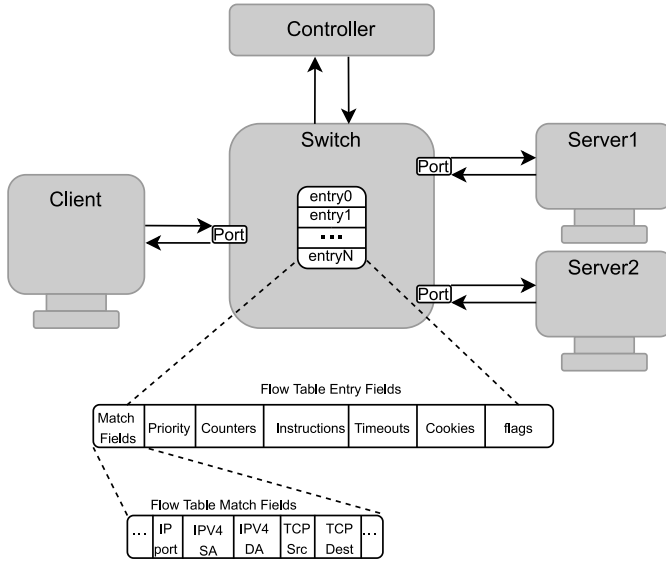 Controller
Switch
Server1
Port
Client
entry0
entry1
...
entryN
Port
Server2
Port
Flow Table Entry Fields
Match Fields
Priority
Counters
Instructions
Timeouts
Cookies
flags
Flow Table Match Fields
...
IP port
IPV4 SA
IPV4 DA
TCP Src
TCP Dest
...